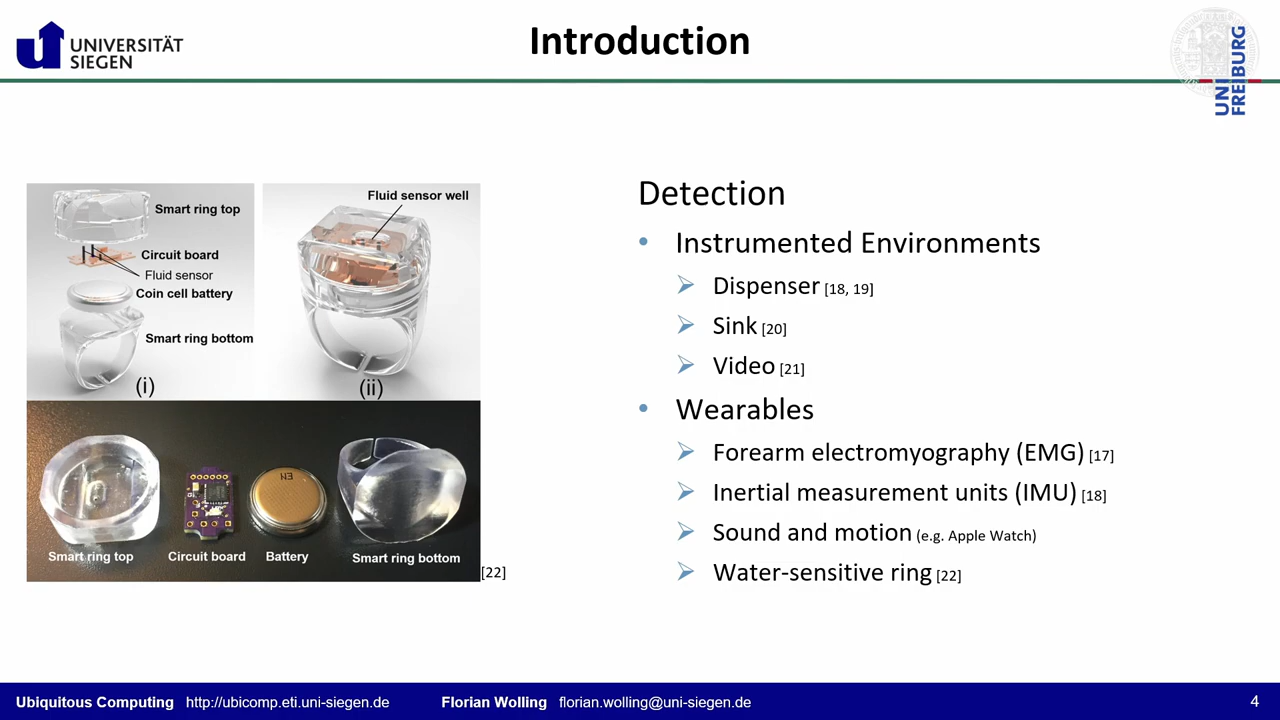 UNIVERSITÄT
SIEGEN
Introduction
UNI
FREIBURG
Smart ring top
Circuit board
Fluid sensor
Coin cell battery
Smart ring bottom
(i)
Fluid sensor well
(ii)
EN
Smart ring top
Circuit board
Battery
Smart ring bottom
[22]
Detection
• Instrumented Environments
➢ Dispenser [18, 19]
➢ Sink [20]
➢ Video [21]
• Wearables
➢ Forearm electromyography (EMG) [17]
➢ Inertial measurement units (IMU) [18]
➢ Sound and motion (e.g. Apple Watch)
➢ Water-sensitive ring [22]
Ubiquitous Computing http://ubicomp.eti.uni-siegen.de Florian Wolling florian.wolling@uni-siegen.de 4